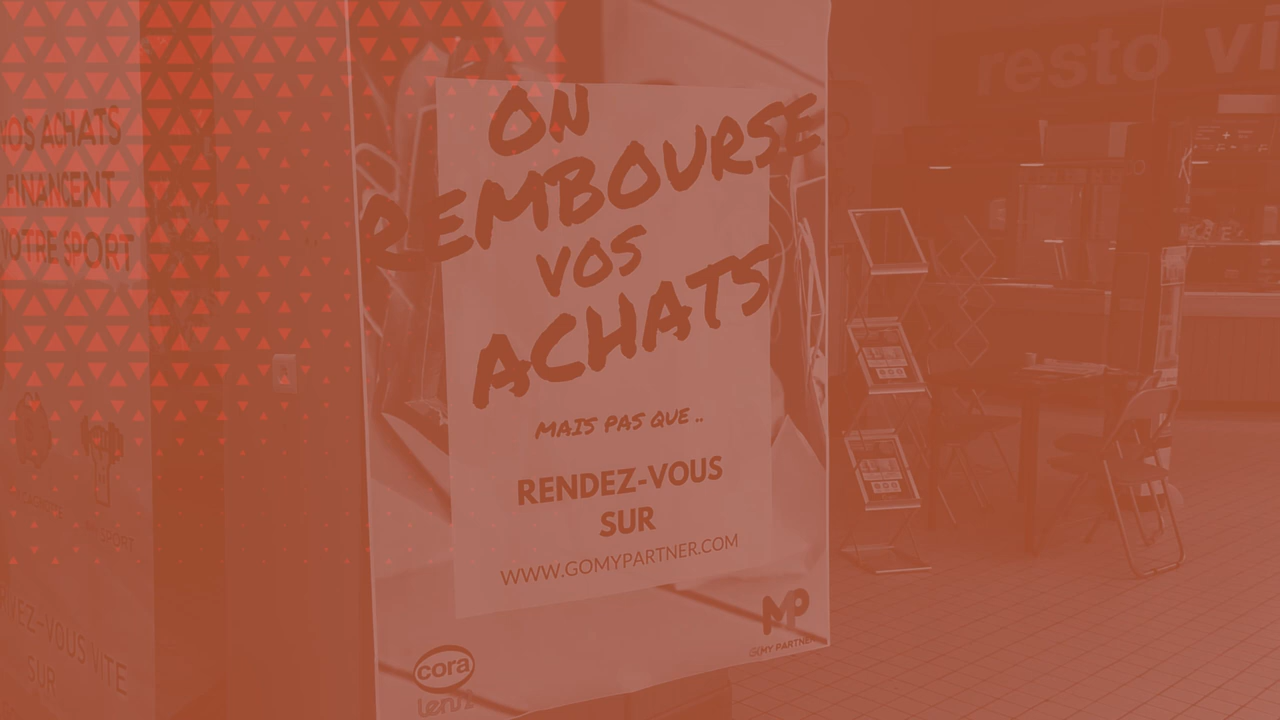 VOS ACHATS
FINANCENT
VOTRE SPORT
SUR
ON
REMBOURSE
VOS
ACHATS
MAIS PAS QUE ..
RENDEZ-VOUS
SUR
WWW.GOMYPARTNER.COM
cora
MP
GOMY PARTNER
resto